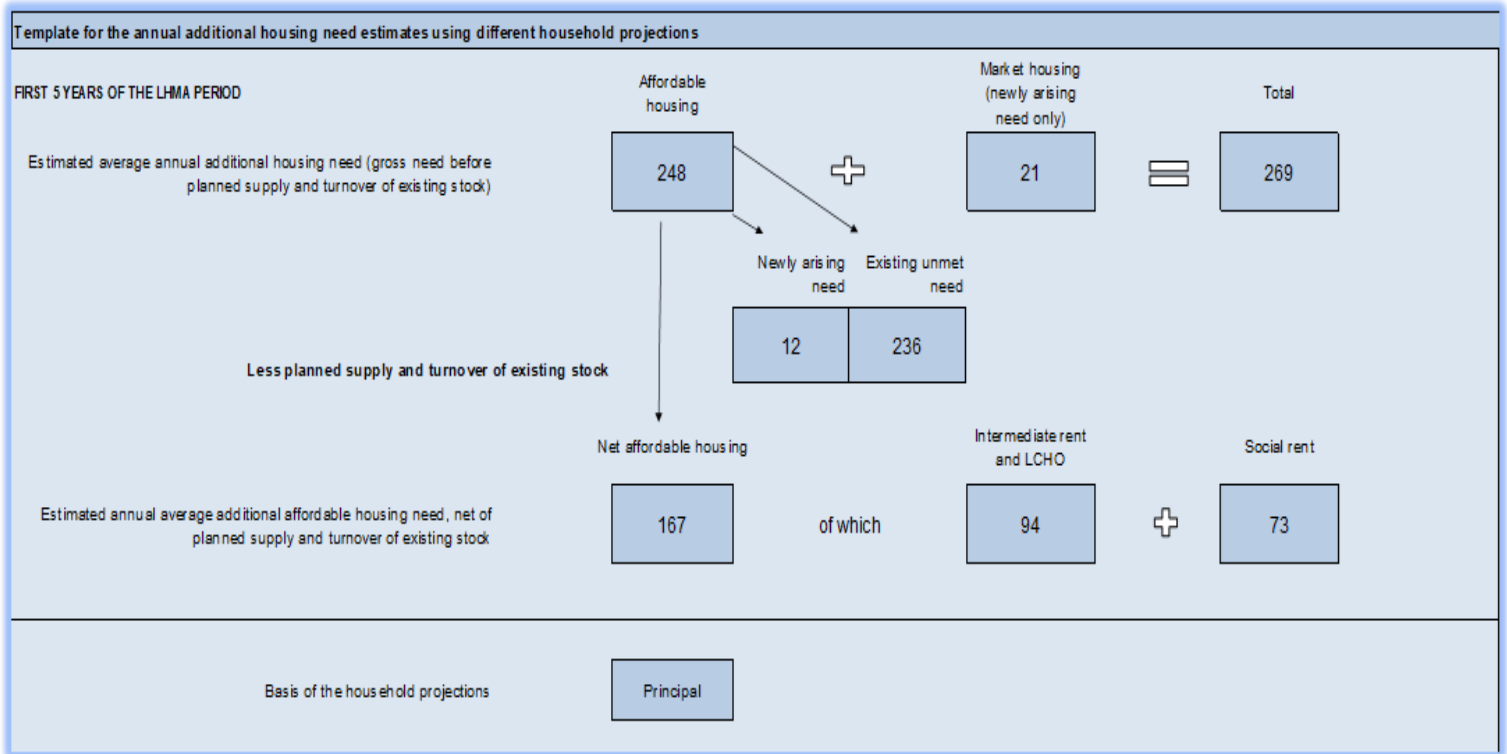 Template for the annual additional housing need estimates using different household projections
FIRST 5 YEARS OF THE LHMA PERIOD
Affordable
housing
Market housing
(newly arising
need only)
Total
Estimated average annual additional housing need (gross need before
planned supply and turnover of existing stock)
248
21
269
Newly arising
need
Existing unmet
need
12
236
Less planned supply and turnover of existing stock
Net affordable housing
Intermediate rent
and LCHO
Social rent
Estimated annual average additional affordable housing need, net of
planned supply and turnover of existing stock
167
of which
94
73
Basis of the household projections
Principal